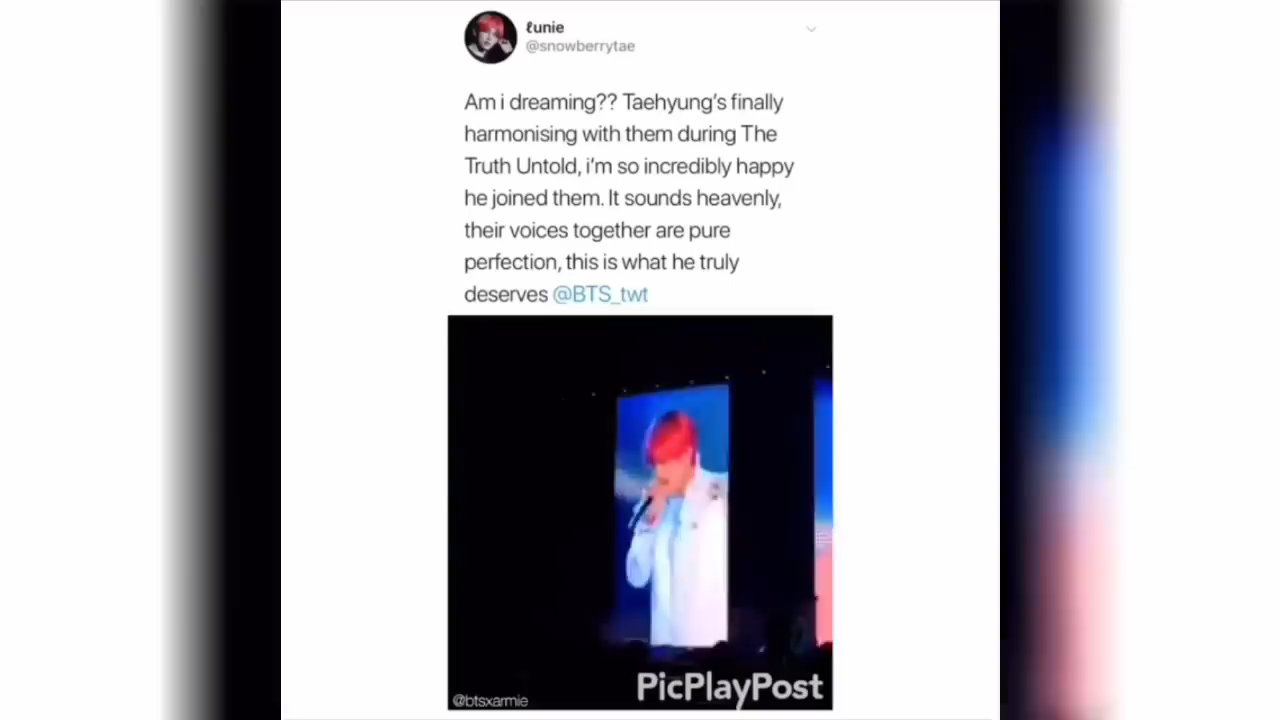 ℓunie
@snowberrytae
Am i dreaming?? Taehyung's finally
harmonising with them during The
Truth Untold, i'm so incredibly happy
he joined them. It sounds heavenly,
their voices together are pure
perfection, this is what he truly
deserves @BTS_twt
@btsxarmie
PicPlayPost